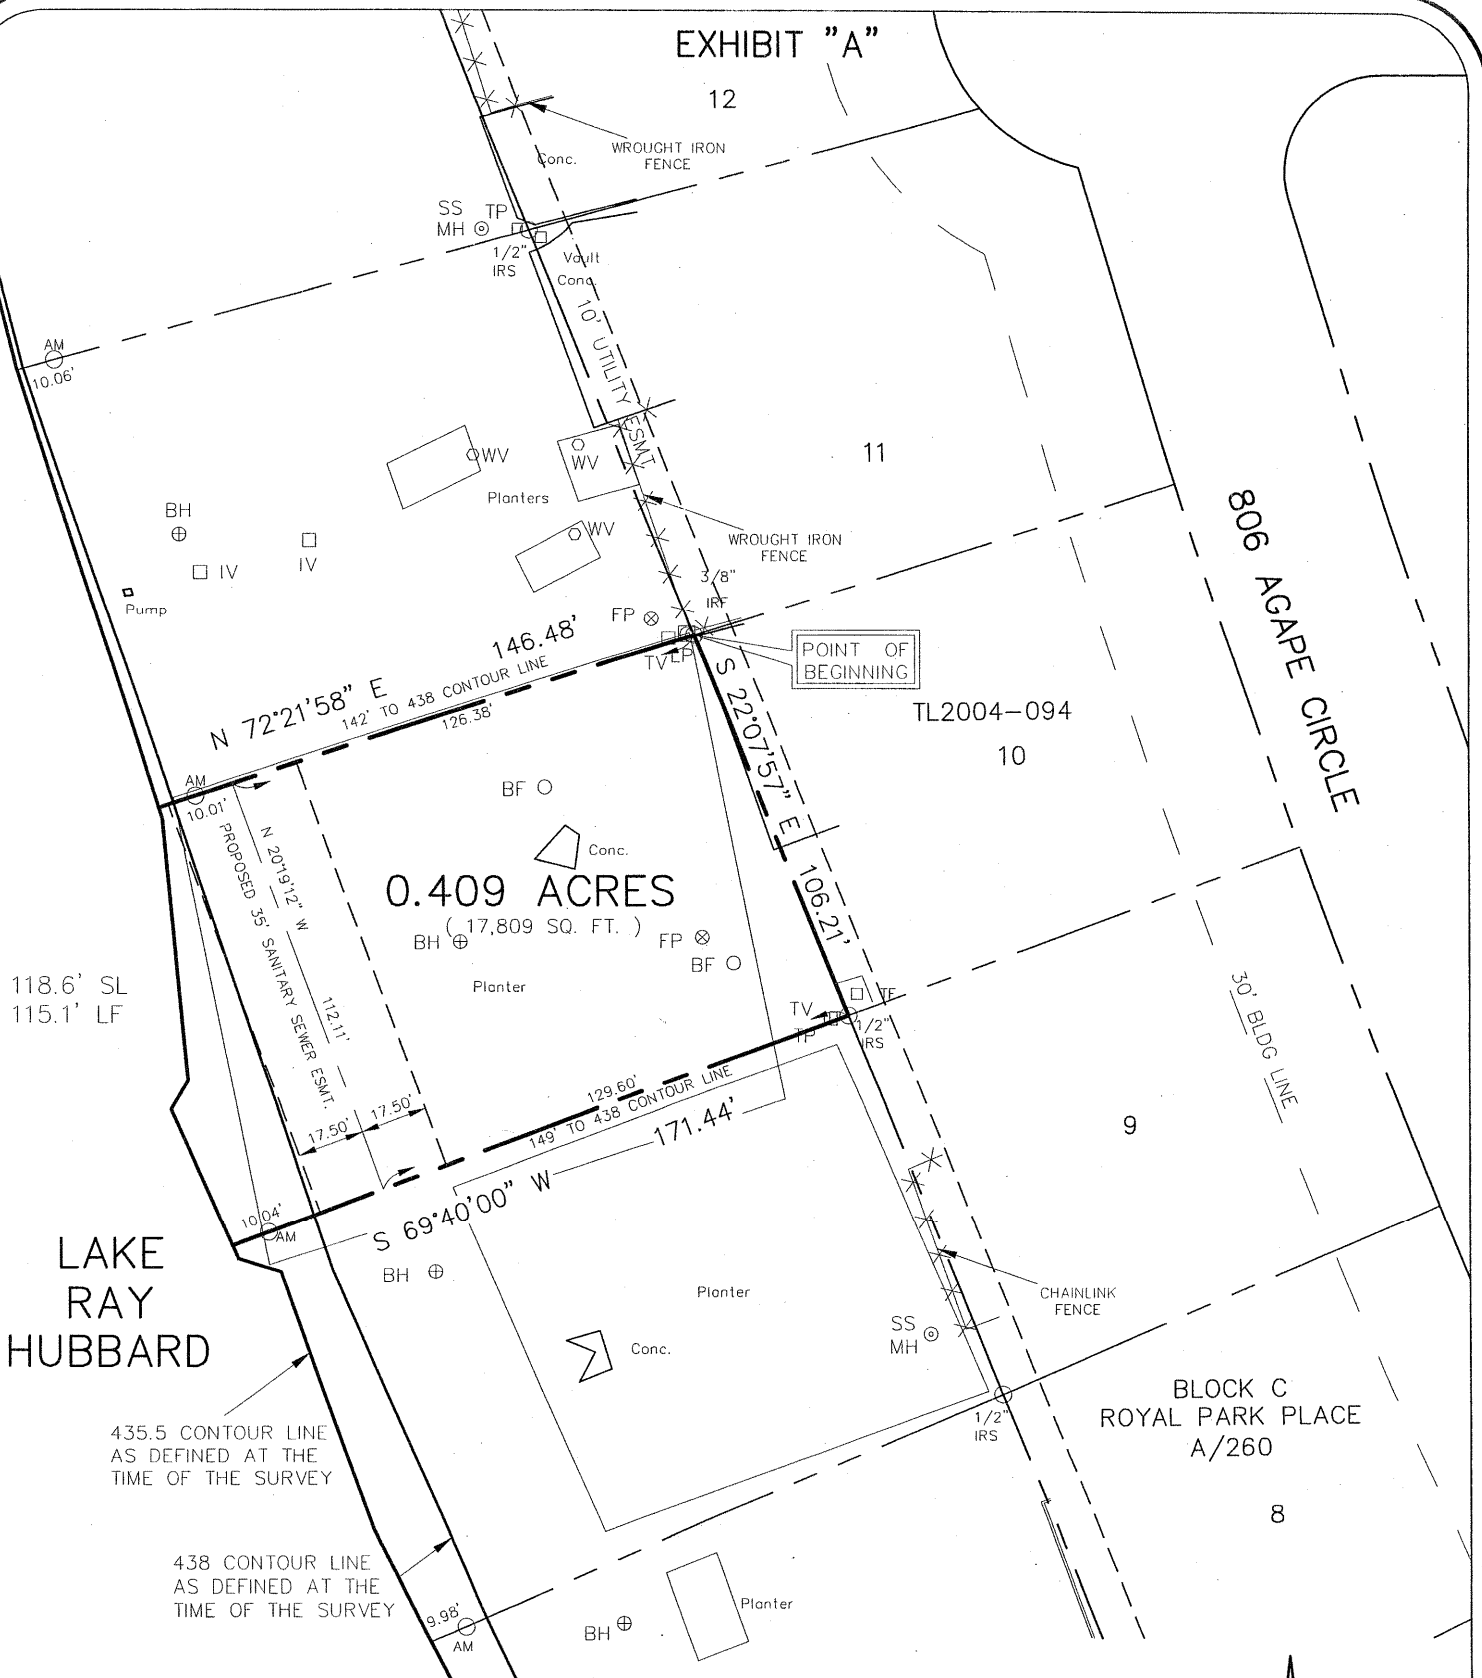 EXHIBIT "A"
12
WROUGHT IRON
FENCE
Conc.
SS TP
MH
1/2"
IRS
Vault
Conc.
10' UTILITY ESMT
AM
10.06'
11
WV
WV
Planters
WV
BH
IV
IV
Pump
WROUGHT IRON
FENCE
3/8"
IRF
FP
806 AGAPE CIRCLE
N 72°21'58" E
146.48'
142' TO 438 CONTOUR LINE
126.38'
TV
POINT OF
BEGINNING
S 22°07'57" E
106.21'
TL2004-094
10
AM
10.01'
BF
Conc.
0.409 ACRES
( 17,809 SQ. FT. )
BH
FP
BF
Planter
N 20°19'12" W
112.11'
PROPOSED 35' SANITARY SEWER ESMT.
118.6' SL
115.1' LF
TV
TF
TP
1/2"
IRS
30' BLDG LINE
129.60'
149' TO 438 CONTOUR LINE
171.44'
17.50'
17.50'
S 69°40'00" W
10.04'
AM
9
LAKE
RAY
HUBBARD
BH
Planter
CHAINLINK
FENCE
SS
MH
Conc.
BLOCK C
ROYAL PARK PLACE
A/260
1/2"
IRS
435.5 CONTOUR LINE
AS DEFINED AT THE
TIME OF THE SURVEY
8
438 CONTOUR LINE
AS DEFINED AT THE
TIME OF THE SURVEY
9.98'
AM
BH
Planter